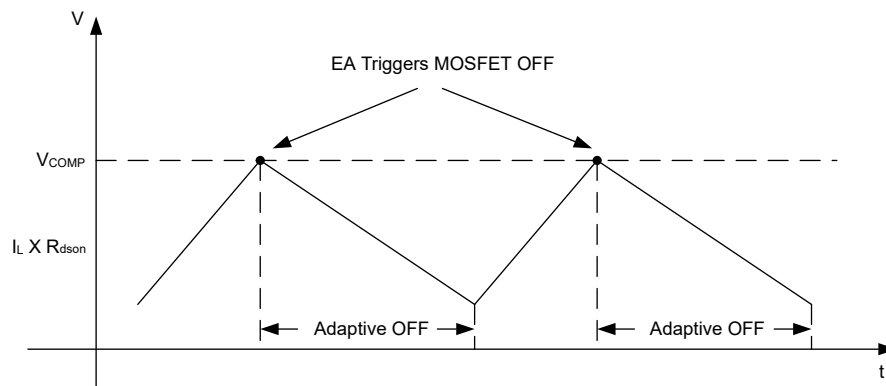 V
EA Triggers MOSFET OFF
VCOMP
IL X Rdson
Adaptive OFF
Adaptive OFF
t